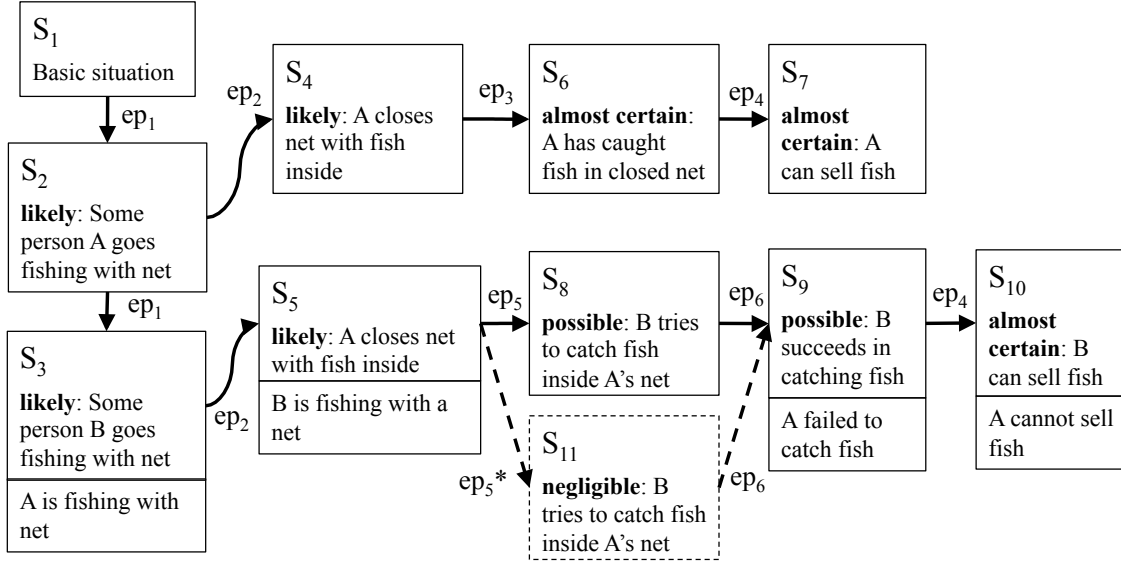 S1
Basic situation
ep1
S2
likely: Some
person A goes
fishing with net
ep1
S3
likely: Some
person B goes
fishing with net
A is fishing with
net
ep2
S4
likely: A closes
net with fish
inside
ep3
S6
almost certain:
A has caught
fish in closed net
ep4
S7
almost
certain: A
can sell fish
ep2
S5
likely: A closes net
with fish inside
B is fishing with a
net
ep5
S8
possible: B tries
to catch fish
inside A's net
ep6
S9
possible: B
succeeds in
catching fish
A failed to
catch fish
ep4
S10
almost
certain: B
can sell fish
A cannot sell
fish
ep5*
S11
negligible: B
tries to catch fish
inside A's net
ep6